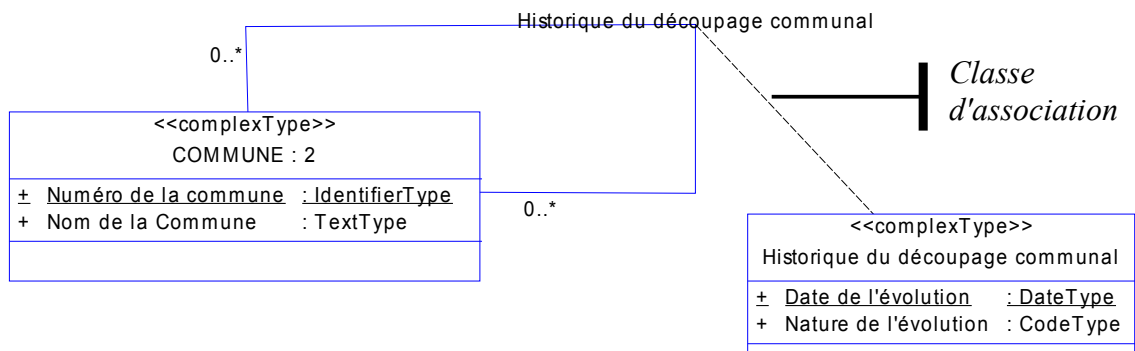 Historique du découpage communal
0..*
Classe
d'association
<<complexType>>
COMMUNE : 2
+ Numéro de la commune : IdentifierType
+ Nom de la Commune : TextType
0..*
<<complexType>>
Historique du découpage communal
+ Date de l'évolution : DateType
+ Nature de l'évolution : CodeType